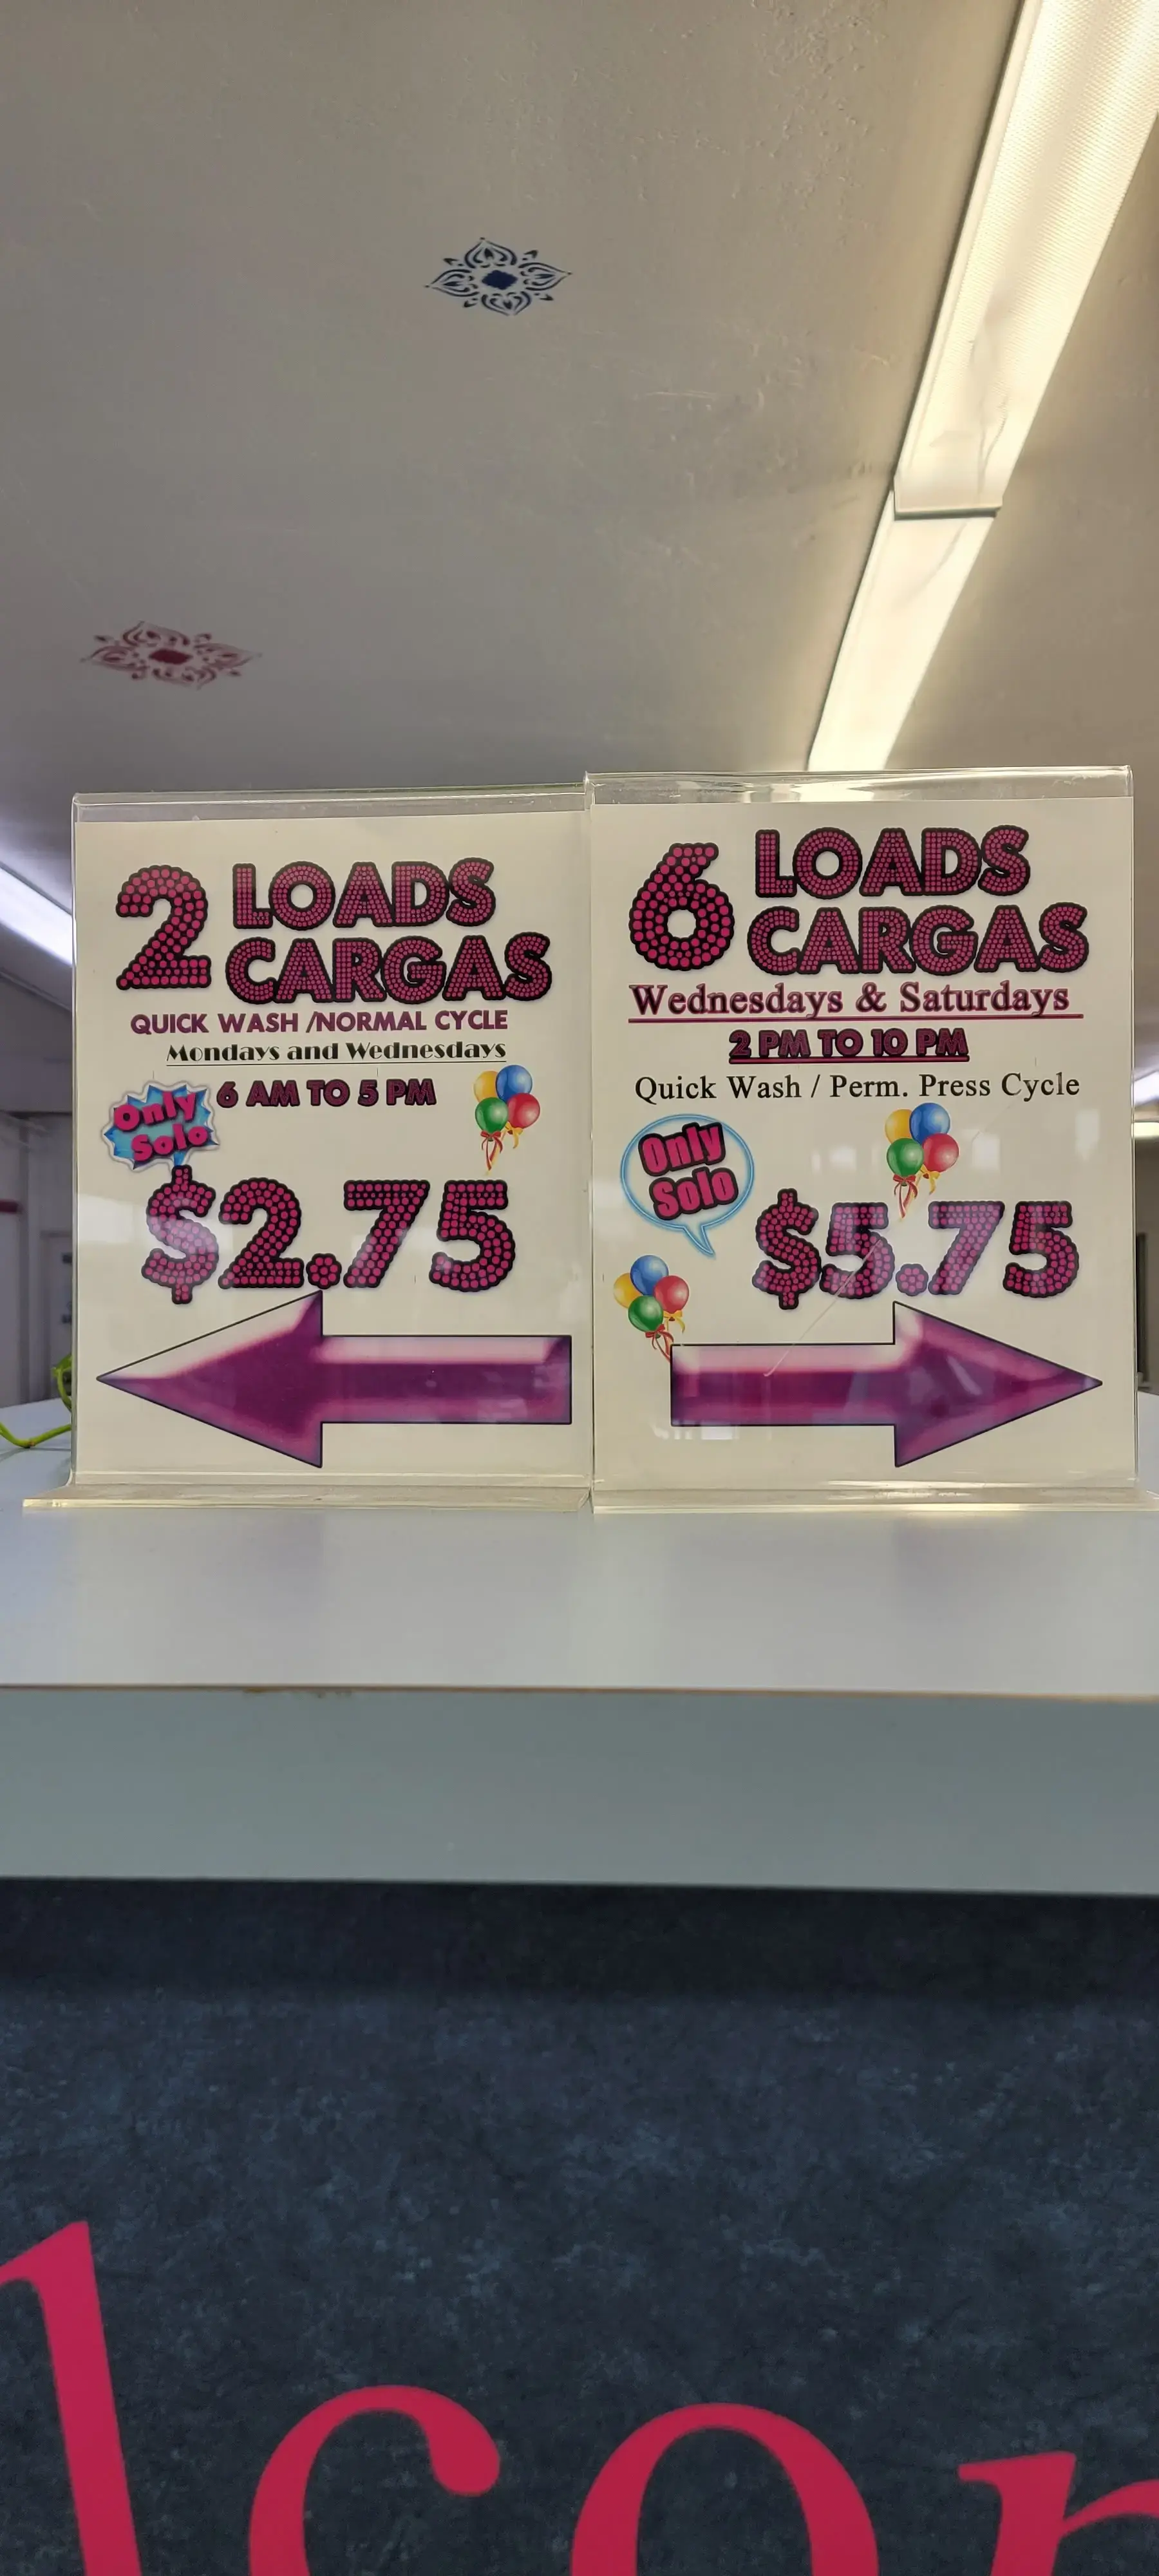 2 LOADS
CARGAS
QUICK WASH /NORMAL CYCLE
Mondays and Wednesdays
6 AM TO 5 PM
Only
Solo
$2.75
6 LOADS
CARGAS
Wednesdays & Saturdays
2 PM TO 10 PM
Quick Wash / Perm. Press Cycle
Only
Solo
$5.75